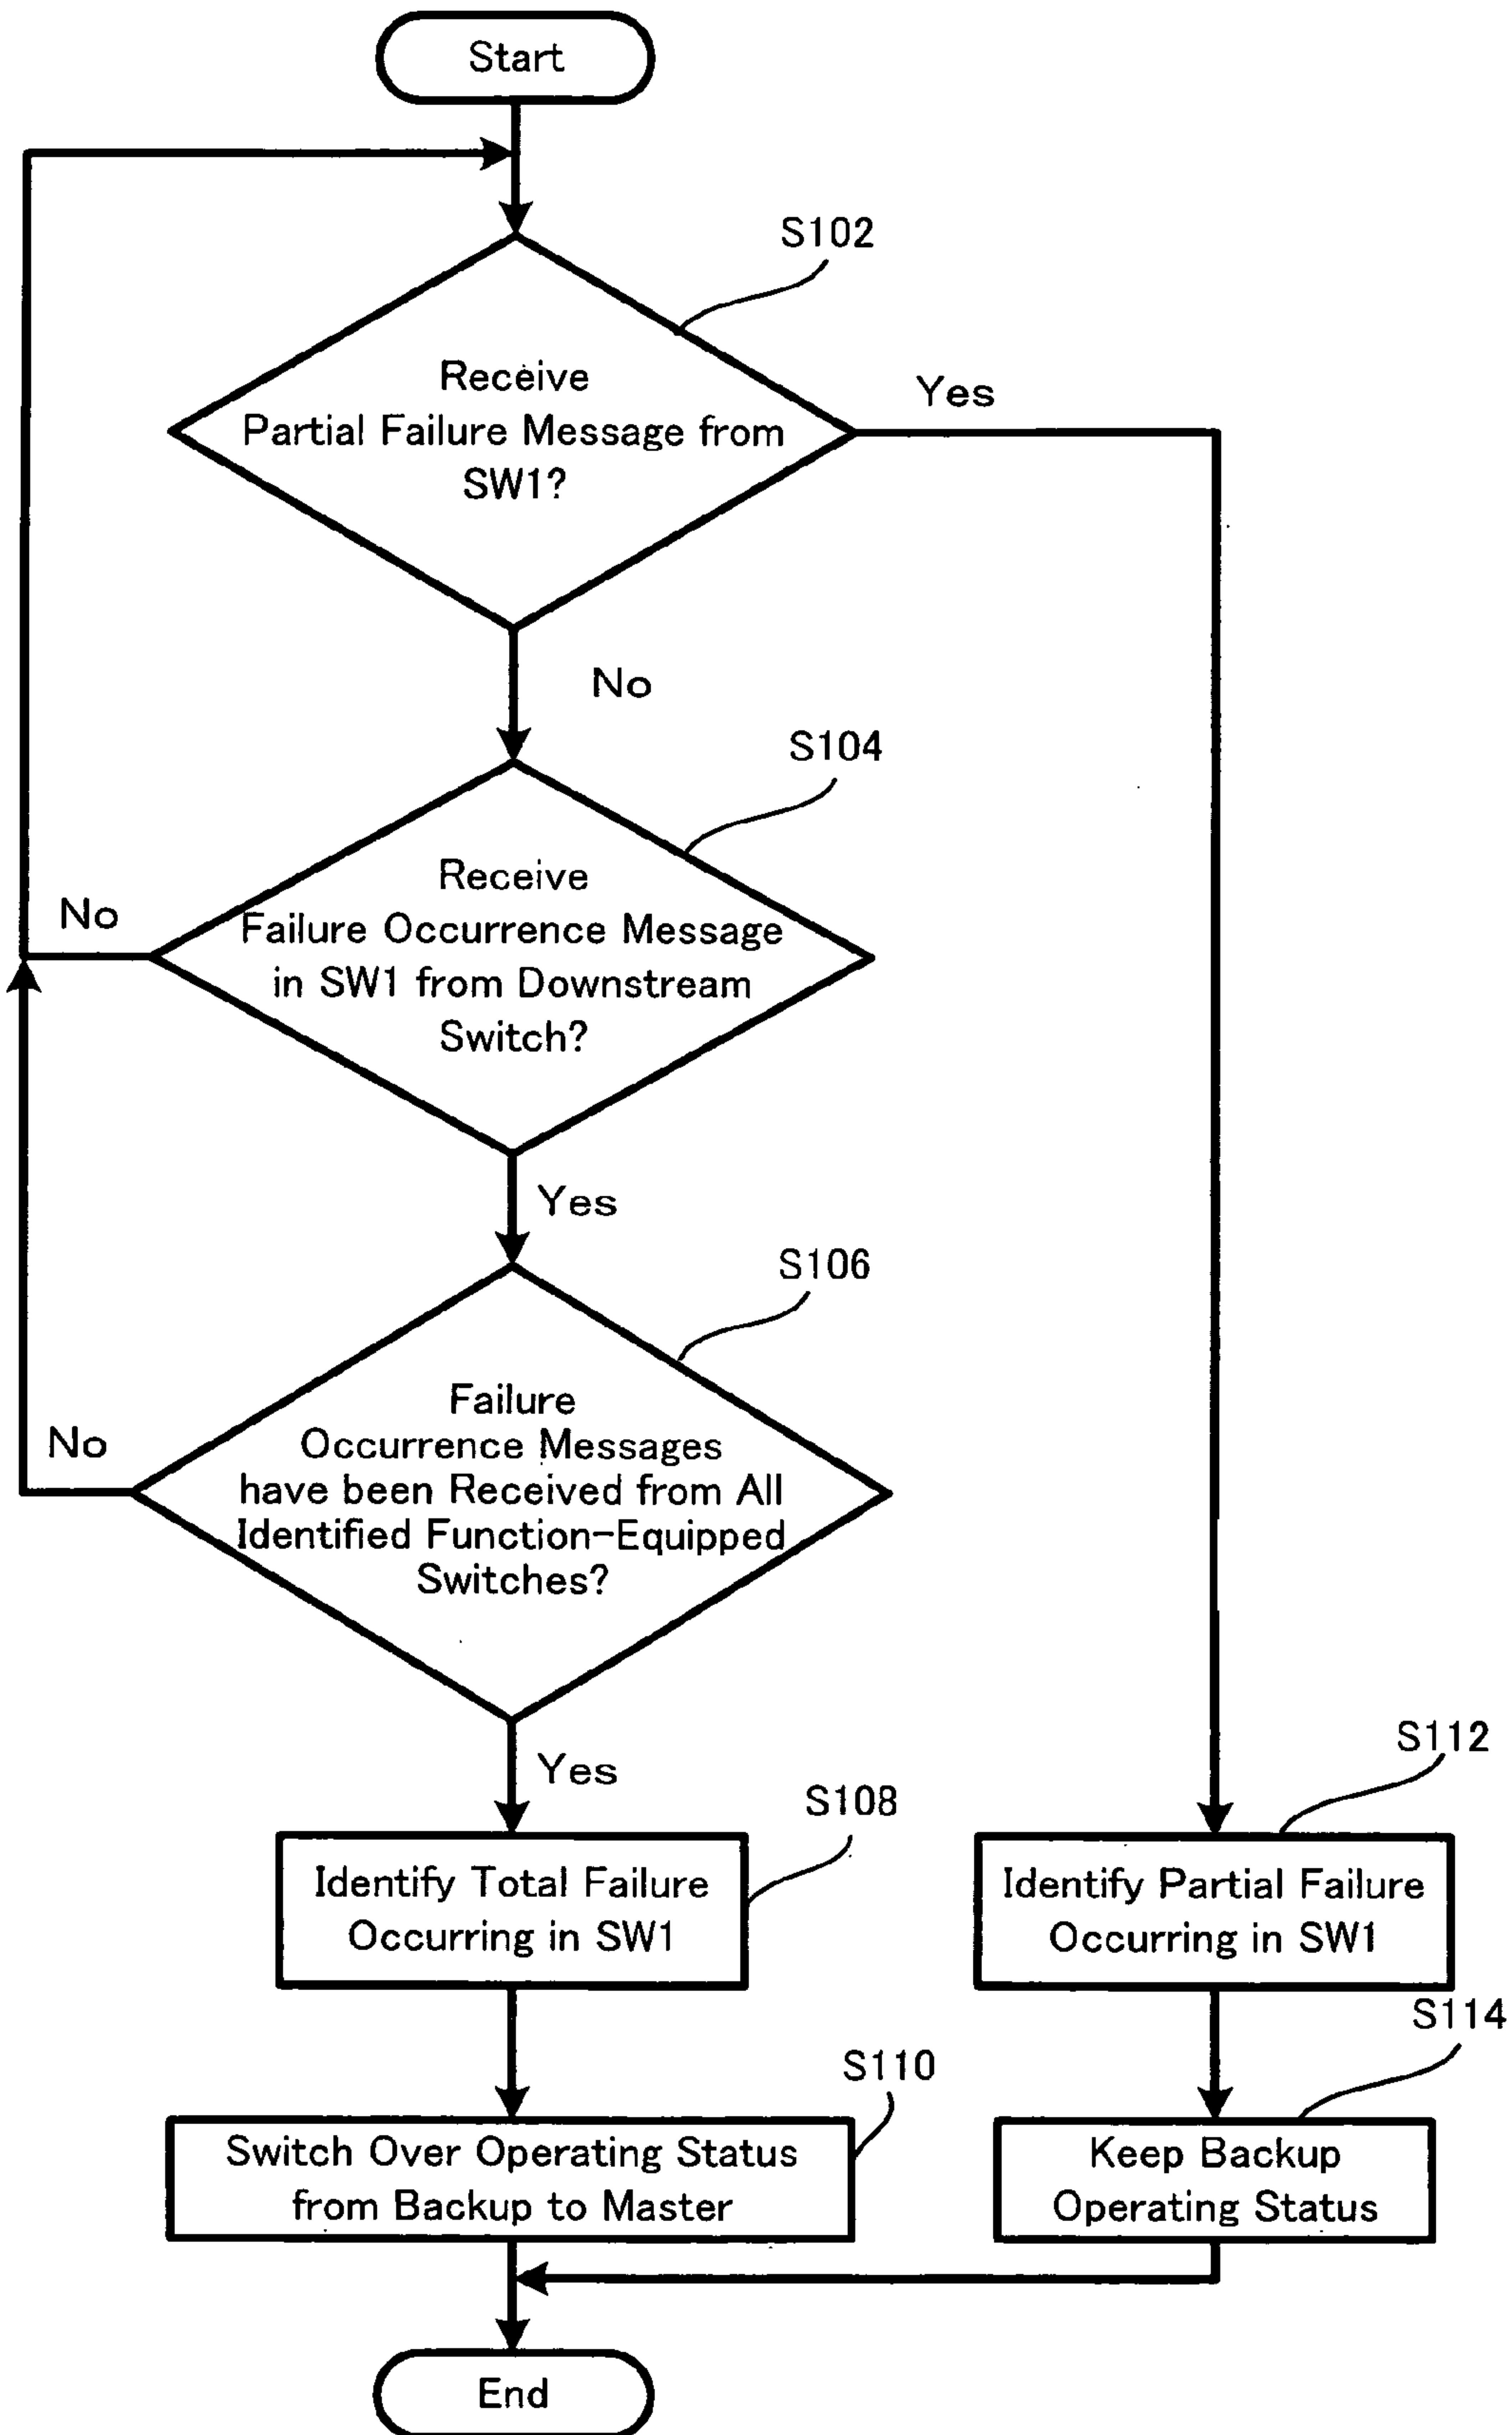 Start
S102
Receive
Partial Failure Message from
SW1?
Yes
No
S104
Receive
Failure Occurrence Message
in SW1 from Downstream
Switch?
No
Yes
S106
Failure
Occurrence Messages
have been Received from All
Identified Function-Equipped
Switches?
No
Yes
S108
Identify Total Failure
Occurring in SW1
S112
Identify Partial Failure
Occurring in SW1
S110
Switch Over Operating Status
from Backup to Master
S114
Keep Backup
Operating Status
End